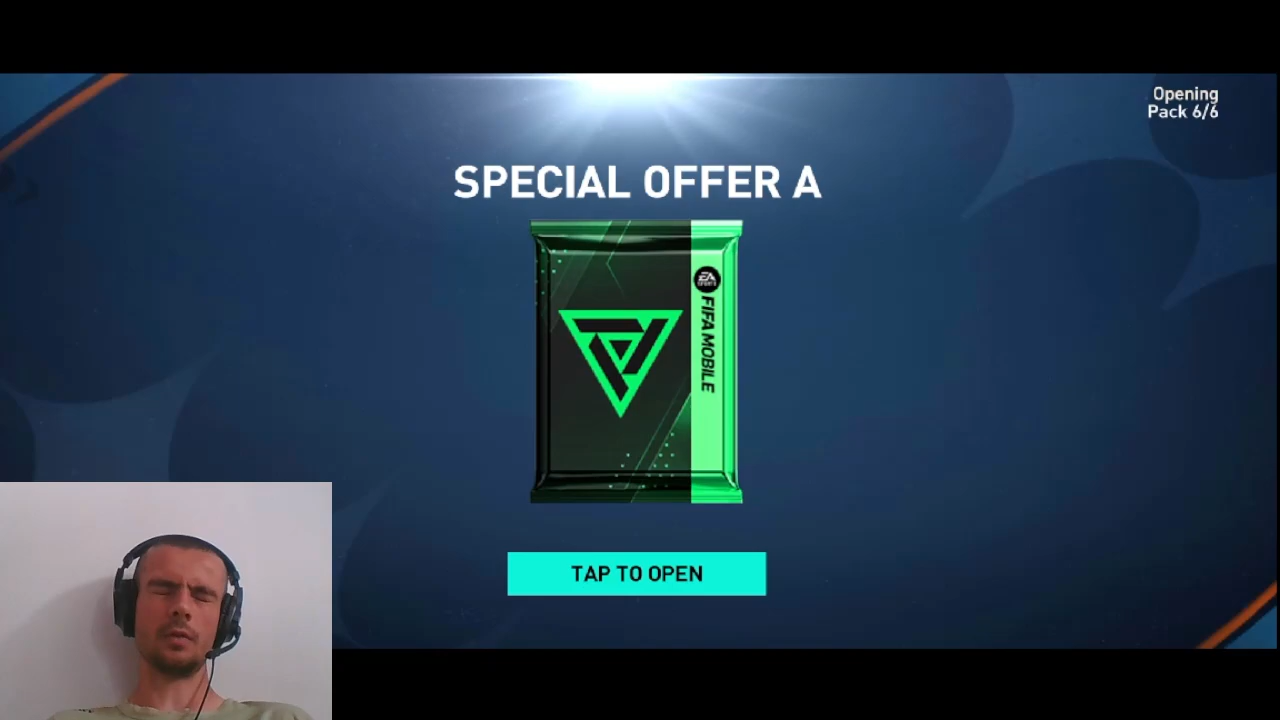 Opening
Pack 6/6
SPECIAL OFFER A
EA
SPORTS
FIFA MOBILE
TAP TO OPEN